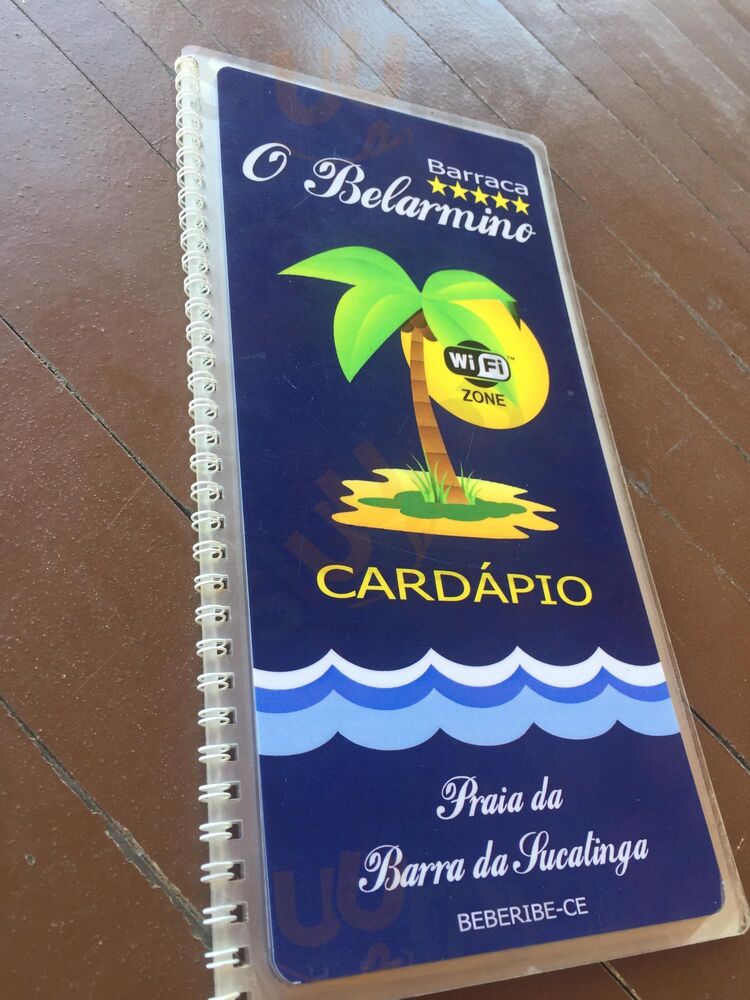 Barraca
O Belarmino
WiFi
ZONE
CARDÁPIO
Praia da
Barra da Sucatinga
BEBERIBE-CE